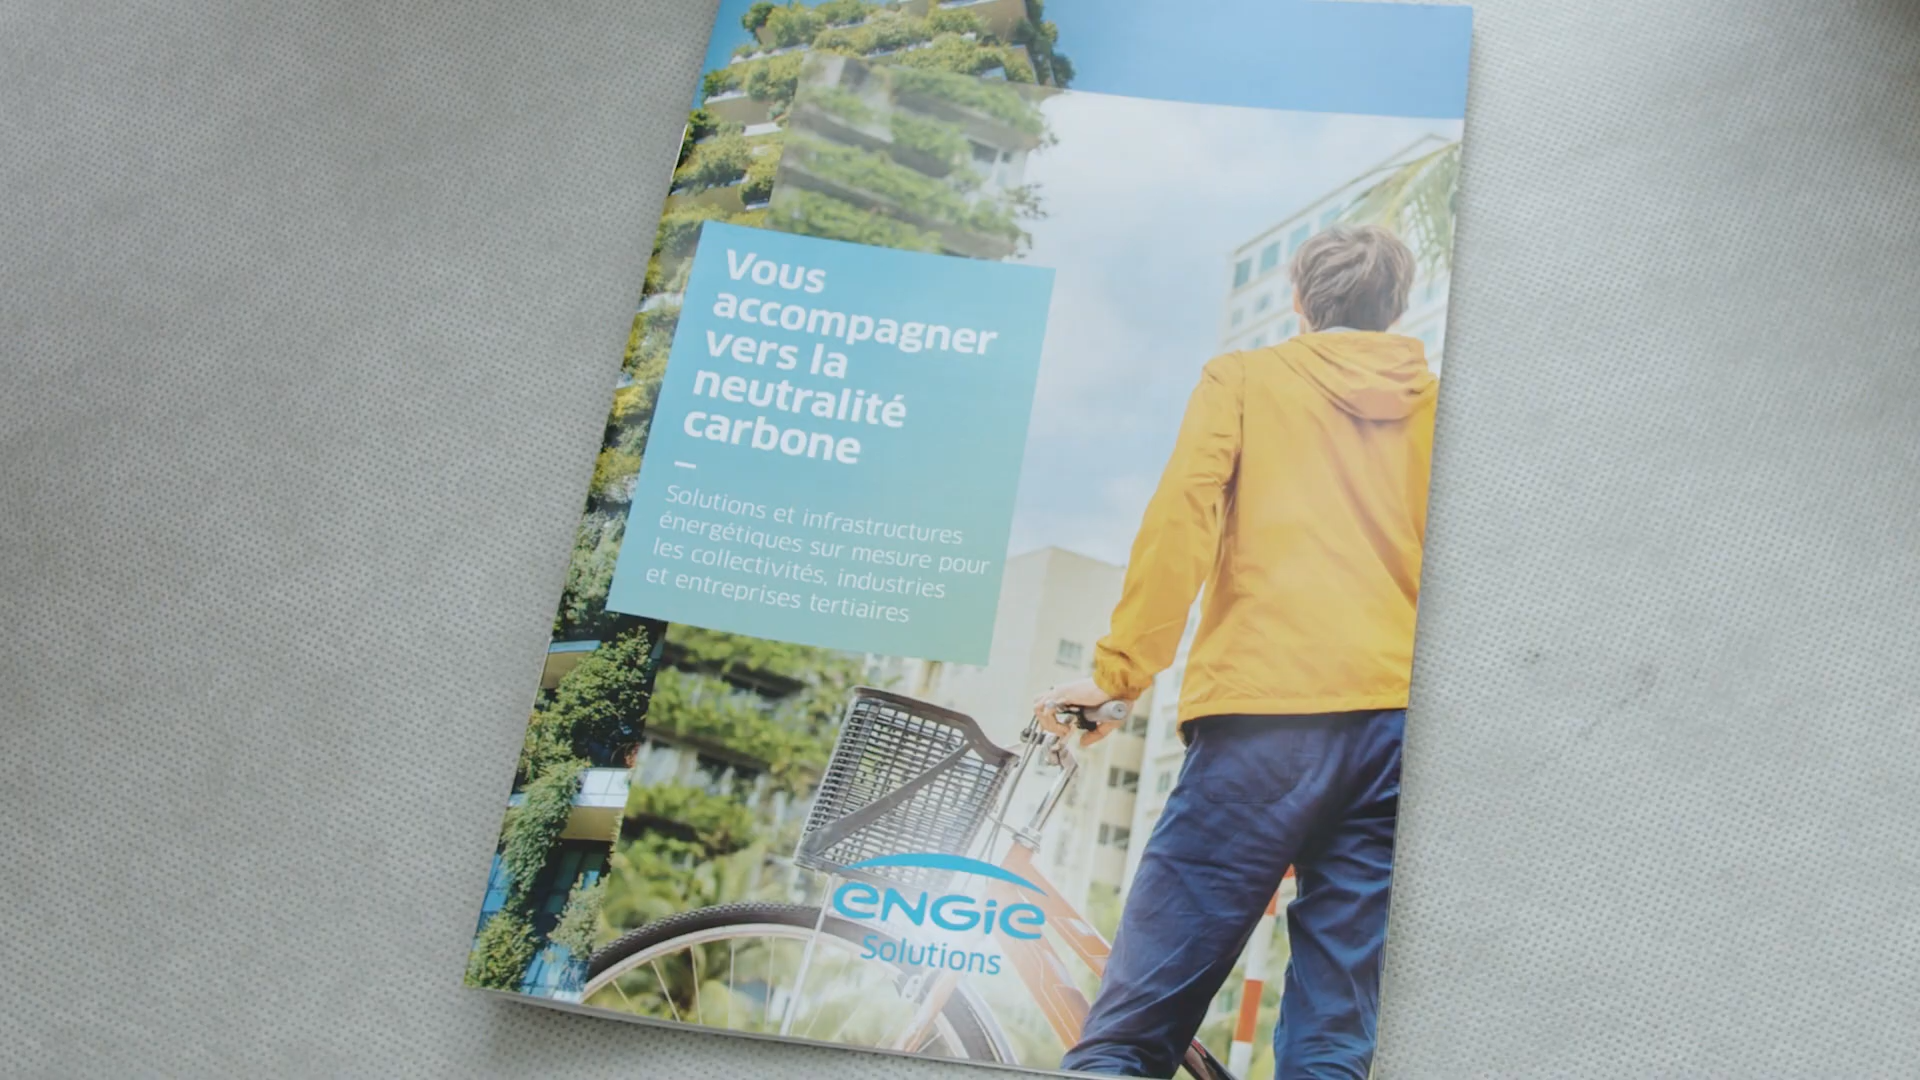 Vous
accompagner
vers la
neutralité
carbone
—
Solutions et infrastructures
énergétiques sur mesure pour
les collectivités, industries
et entreprises tertiaires
eNGie
Solutions